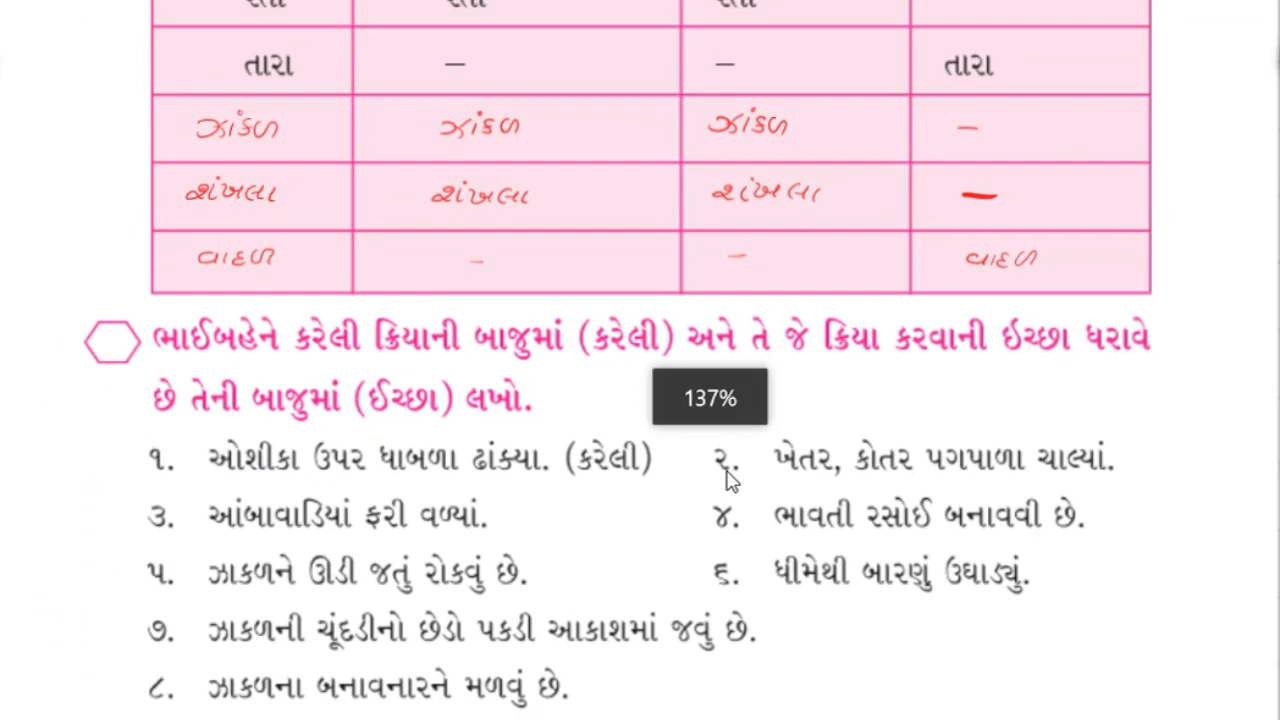 તારા – – તારા
ઝાંકળ ઝાંકળ ઝાંકળ –
શંખલા શંખલા શંખલા –
વાદળ - - વાદળ
ભાઈબહેને કરેલી ક્રિયાની બાજુમાં (કરેલી) અને તે જે ક્રિયા કરવાની ઇચ્છા ધરાવે
છે તેની બાજુમાં (ઈચ્છા) લખો.
137%
૧. ઓશીકા ઉપર ધાબળા ઢાંક્યા. (કરેલી) ૨. ખેતર, કોતર પગપાળા ચાલ્યાં.
૩. આંબાવાડિયાં ફરી વળ્યાં. ૪. ભાવતી રસોઈ બનાવવી છે.
૫. ઝાકળને ઊડી જતું રોકવું છે. ૬. ધીમેથી બારણું ઉઘાડ્યું.
૭. ઝાકળની ચૂંદડીનો છેડો પકડી આકાશમાં જવું છે.
૮. ઝાકળના બનાવનારને મળવું છે.